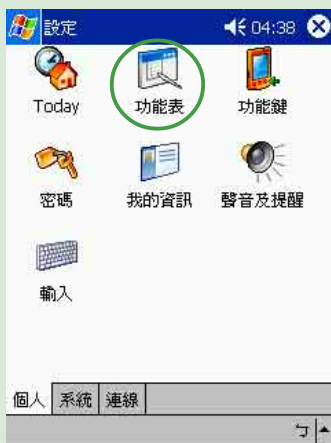 設定 04:38
Today 功能表 功能鍵
密碼 我的資訊 聲音及提醒
輸入
個人 系統 連線
ㄅ